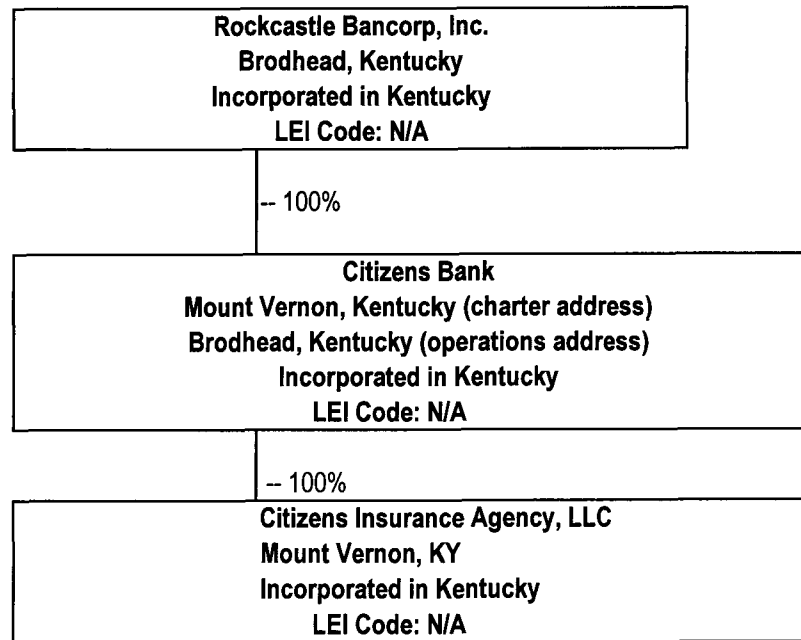 Rockcastle Bancorp, Inc.
Brodhead, Kentucky
Incorporated in Kentucky
LEI Code: N/A
-- 100%
Citizens Bank
Mount Vernon, Kentucky (charter address)
Brodhead, Kentucky (operations address)
Incorporated in Kentucky
LEI Code: N/A
-- 100%
Citizens Insurance Agency, LLC
Mount Vernon, KY
Incorporated in Kentucky
LEI Code: N/A